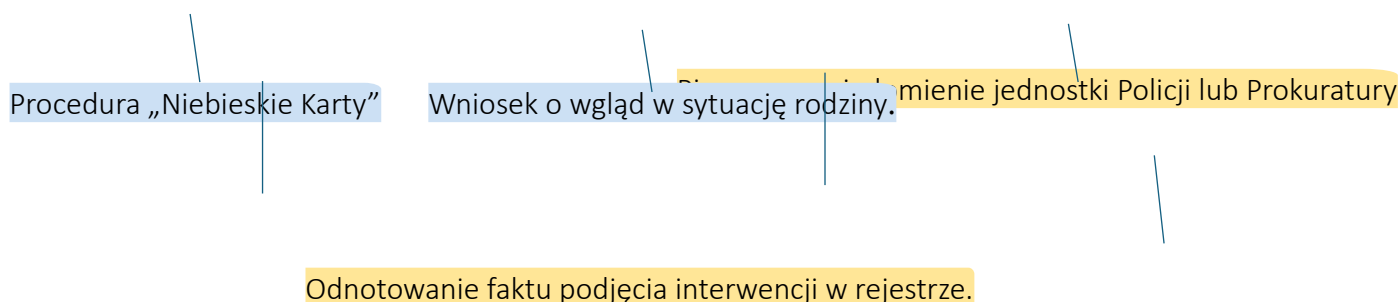 Procedura „Niebieskie Karty”
Wniosek o wgląd w sytuację rodziny.
jednostki Policji lub Prokuratury
Odnotowanie faktu podjęcia interwencji w rejestrze.